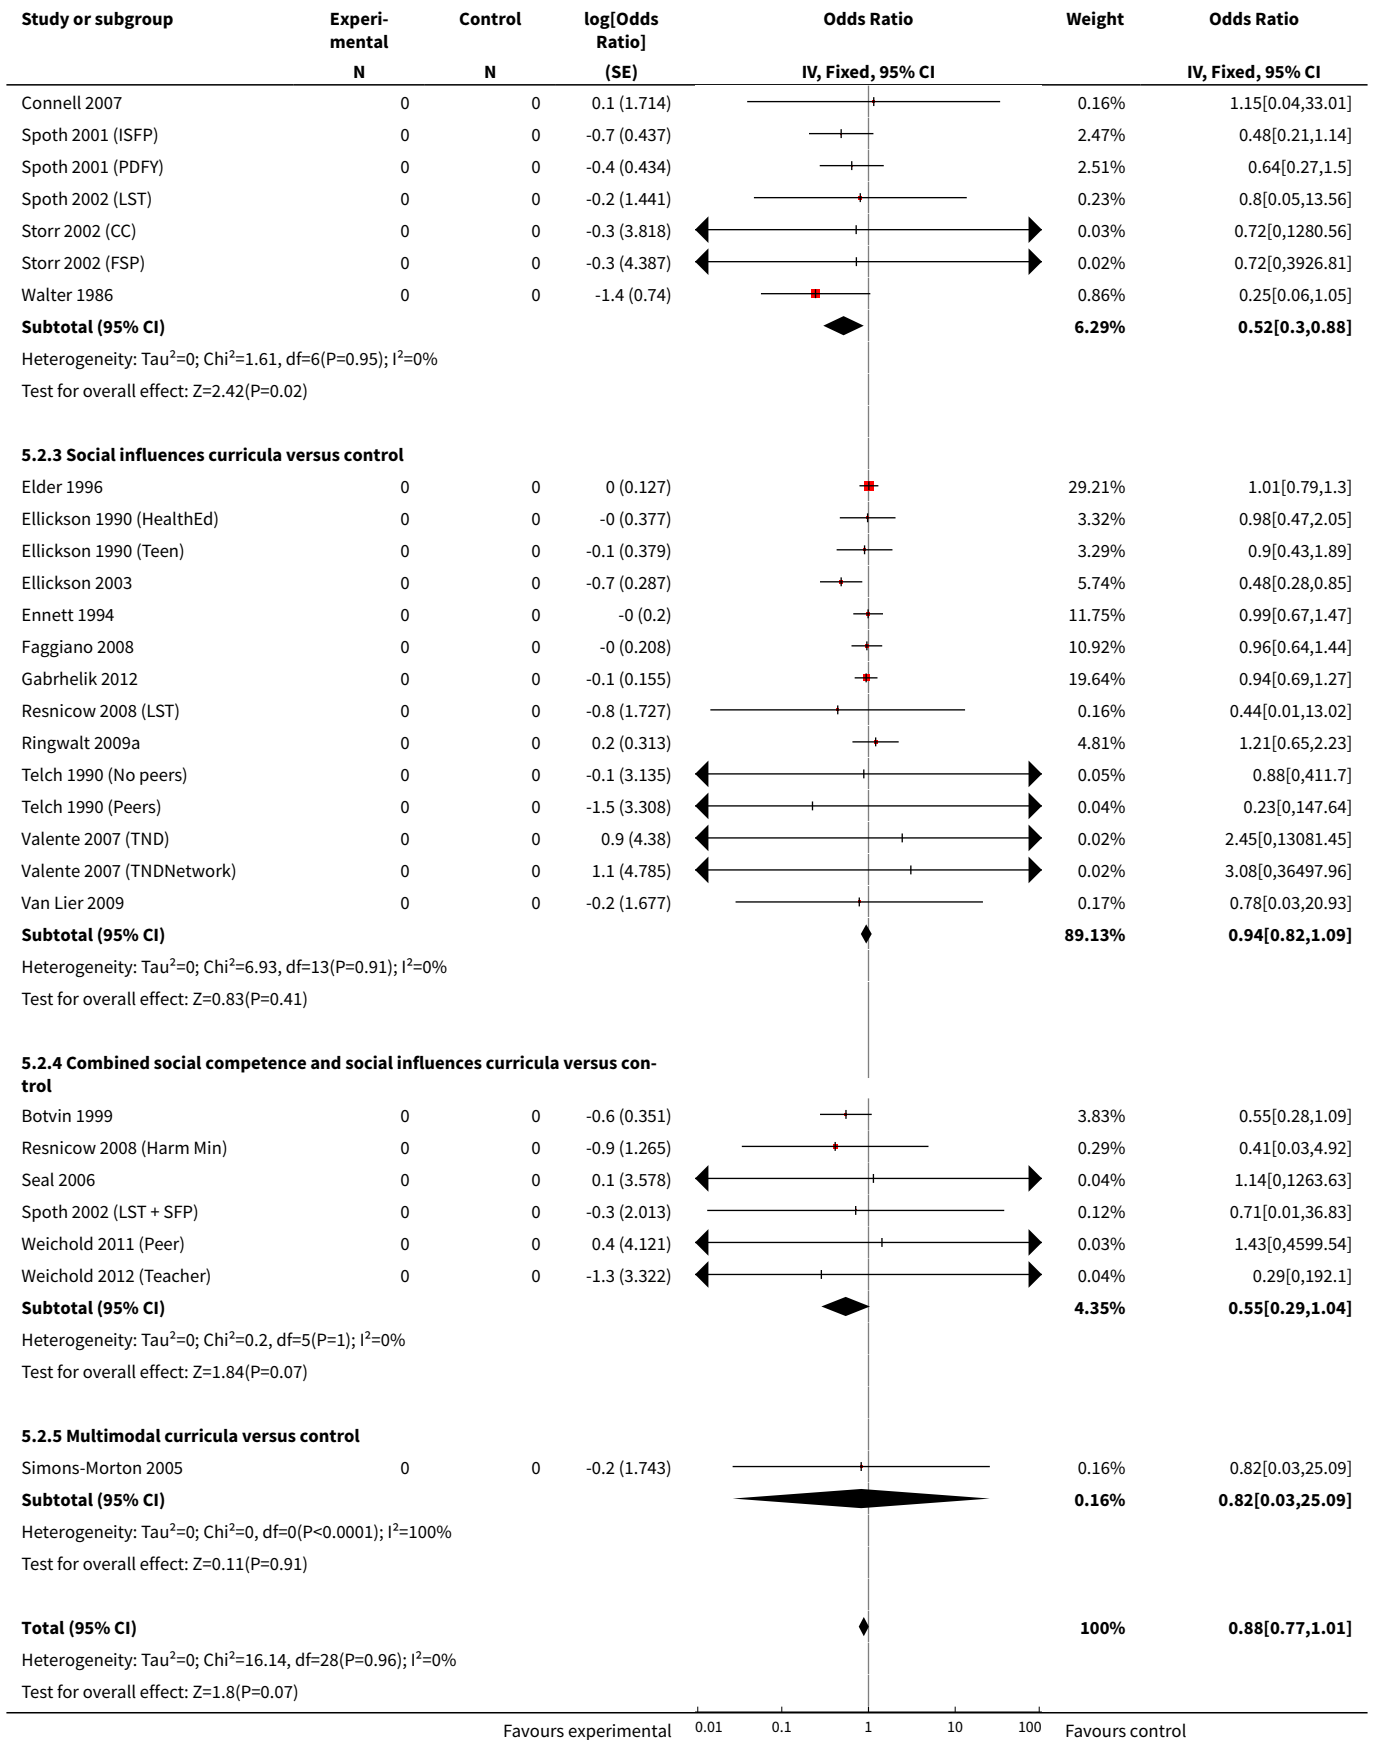 Study or subgroup Experi- Control log[Odds Odds Ratio Weight Odds Ratio
mental Ratio]
N N (SE) IV, Fixed, 95% CI IV, Fixed, 95% CI
Connell 2007 0 0 0.1 (1.714) 0.16% 1.15[0.04,33.01]
Spoth 2001 (ISFP) 0 0 -0.7 (0.437) 2.47% 0.48[0.21,1.14]
Spoth 2001 (PDFY) 0 0 -0.4 (0.434) 2.51% 0.64[0.27,1.5]
Spoth 2002 (LST) 0 0 -0.2 (1.441) 0.23% 0.8[0.05,13.56]
Storr 2002 (CC) 0 0 -0.3 (3.818) 0.03% 0.72[0,1280.56]
Storr 2002 (FSP) 0 0 -0.3 (4.387) 0.02% 0.72[0,3926.81]
Walter 1986 0 0 -1.4 (0.74) 0.86% 0.25[0.06,1.05]
Subtotal (95% CI) 6.29% 0.52[0.3,0.88]
Heterogeneity: Tau²=0; Chi²=1.61, df=6(P=0.95); I²=0%
Test for overall effect: Z=2.42(P=0.02)
5.2.3 Social influences curricula versus control
Elder 1996 0 0 0 (0.127) 29.21% 1.01[0.79,1.3]
Ellickson 1990 (HealthEd) 0 0 -0 (0.377) 3.32% 0.98[0.47,2.05]
Ellickson 1990 (Teen) 0 0 -0.1 (0.379) 3.29% 0.9[0.43,1.89]
Ellickson 2003 0 0 -0.7 (0.287) 5.74% 0.48[0.28,0.85]
Ennett 1994 0 0 -0 (0.2) 11.75% 0.99[0.67,1.47]
Faggiano 2008 0 0 -0 (0.208) 10.92% 0.96[0.64,1.44]
Gabrhelik 2012 0 0 -0.1 (0.155) 19.64% 0.94[0.69,1.27]
Resnicow 2008 (LST) 0 0 -0.8 (1.727) 0.16% 0.44[0.01,13.02]
Ringwalt 2009a 0 0 0.2 (0.313) 4.81% 1.21[0.65,2.23]
Telch 1990 (No peers) 0 0 -0.1 (3.135) 0.05% 0.88[0,411.7]
Telch 1990 (Peers) 0 0 -1.5 (3.308) 0.04% 0.23[0,147.64]
Valente 2007 (TND) 0 0 0.9 (4.38) 0.02% 2.45[0,13081.45]
Valente 2007 (TNDNetwork) 0 0 1.1 (4.785) 0.02% 3.08[0,36497.96]
Van Lier 2009 0 0 -0.2 (1.677) 0.17% 0.78[0.03,20.93]
Subtotal (95% CI) 89.13% 0.94[0.82,1.09]
Heterogeneity: Tau²=0; Chi²=6.93, df=13(P=0.91); I²=0%
Test for overall effect: Z=0.83(P=0.41)
5.2.4 Combined social competence and social influences curricula versus con-
trol
Botvin 1999 0 0 -0.6 (0.351) 3.83% 0.55[0.28,1.09]
Resnicow 2008 (Harm Min) 0 0 -0.9 (1.265) 0.29% 0.41[0.03,4.92]
Seal 2006 0 0 0.1 (3.578) 0.04% 1.14[0,1263.63]
Spoth 2002 (LST + SFP) 0 0 -0.3 (2.013) 0.12% 0.71[0.01,36.83]
Weichold 2011 (Peer) 0 0 0.4 (4.121) 0.03% 1.43[0,4599.54]
Weichold 2012 (Teacher) 0 0 -1.3 (3.322) 0.04% 0.29[0,192.1]
Subtotal (95% CI) 4.35% 0.55[0.29,1.04]
Heterogeneity: Tau²=0; Chi²=0.2, df=5(P=1); I²=0%
Test for overall effect: Z=1.84(P=0.07)
5.2.5 Multimodal curricula versus control
Simons-Morton 2005 0 0 -0.2 (1.743) 0.16% 0.82[0.03,25.09]
Subtotal (95% CI) 0.16% 0.82[0.03,25.09]
Heterogeneity: Tau²=0; Chi²=0, df=0(P<0.0001); I²=100%
Test for overall effect: Z=0.11(P=0.91)
Total (95% CI) 100% 0.88[0.77,1.01]
Heterogeneity: Tau²=0; Chi²=16.14, df=28(P=0.96); I²=0%
Test for overall effect: Z=1.8(P=0.07)
Favours experimental 0.01 0.1 1 10 100 Favours control